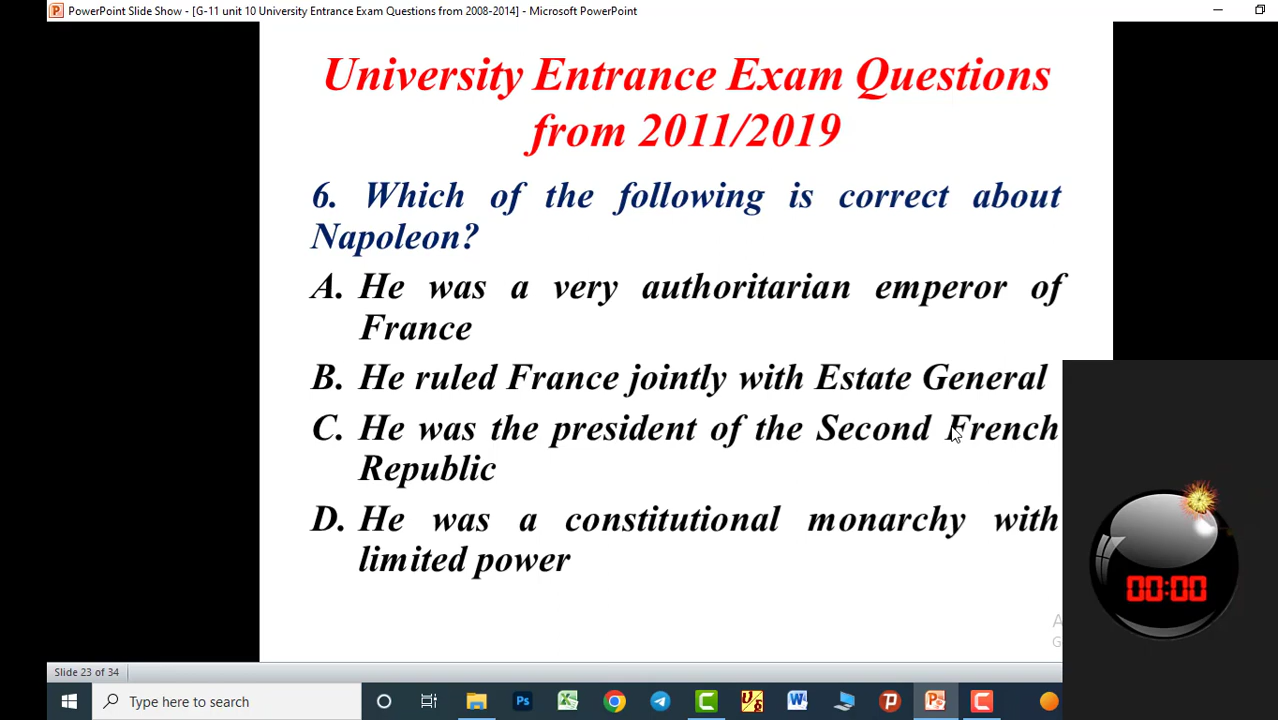 PowerPoint Slide Show - [G-11 unit 10 University Entrance Exam Questions from 2008-2014] - Microsoft PowerPoint
University Entrance Exam Questions
from 2011/2019
6. Which of the following is correct about
Napoleon?
A. He was a very authoritarian emperor of
France
B. He ruled France jointly with Estate General
C. He was the president of the Second French
Republic
D. He was a constitutional monarchy with
limited power
00:00
Slide 23 of 34
Type here to search